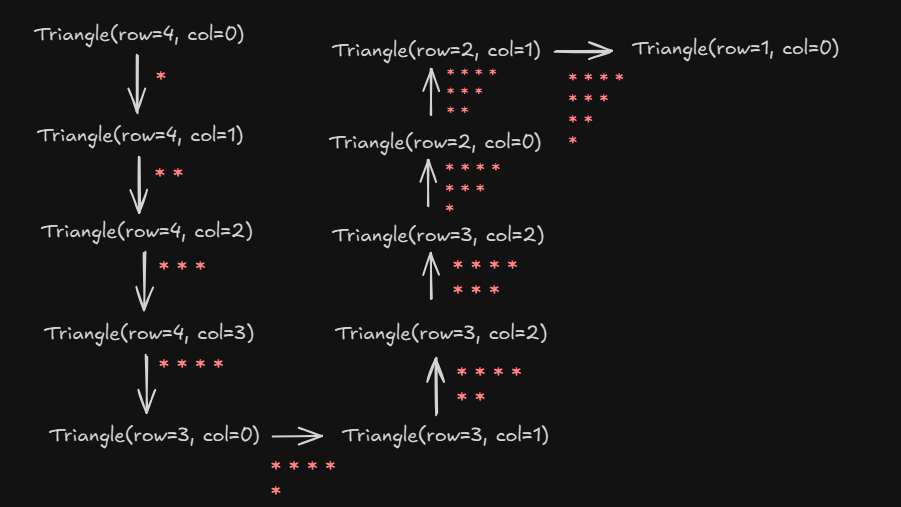 Triangle(row=4, col=0)
*
Triangle(row=4, col=1)
* *
Triangle(row=4, col=2)
* * *
Triangle(row=4, col=3)
* * * *
Triangle(row=3, col=0)
* * * *
*
Triangle(row=3, col=1)
* * * *
* *
Triangle(row=3, col=2)
* * * *
* * *
Triangle(row=3, col=2)
* * * *
* * *
*
Triangle(row=2, col=0)
* * * *
* * *
* *
Triangle(row=2, col=1)
* * * *
* * *
* *
*
Triangle(row=1, col=0)